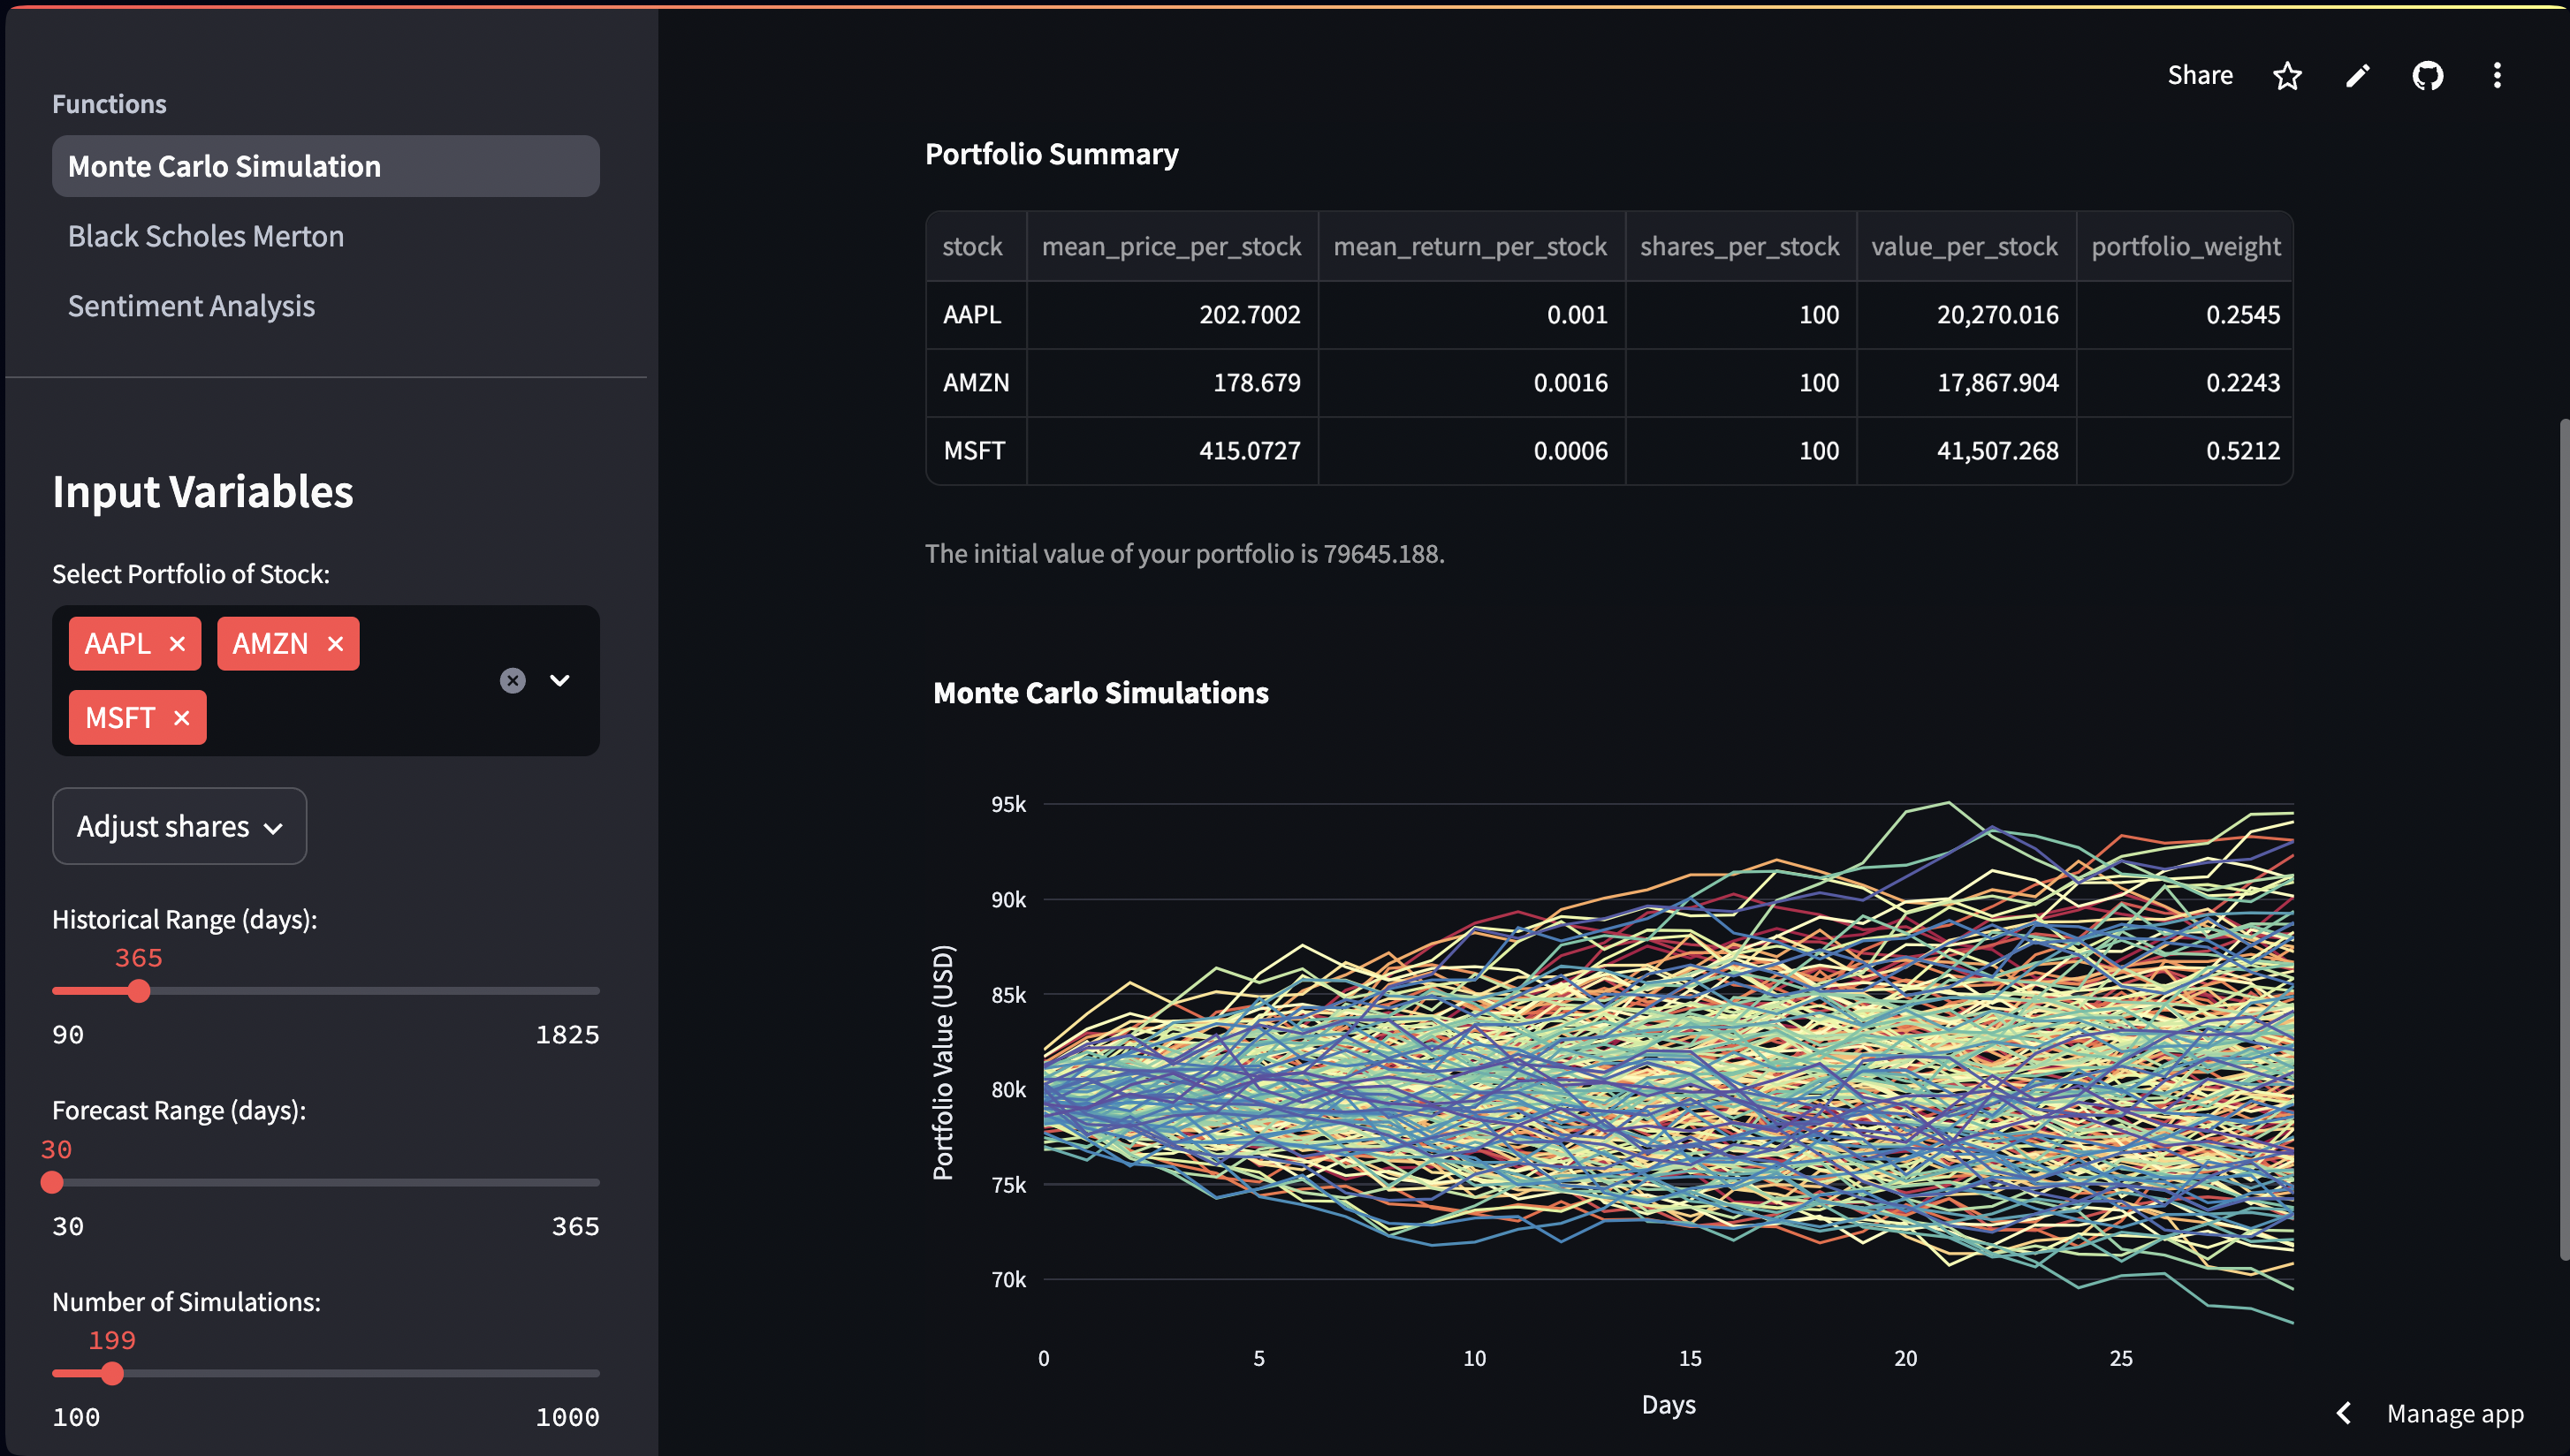 Functions
Monte Carlo Simulation
Black Scholes Merton
Sentiment Analysis
Input Variables
Select Portfolio of Stock:
AAPL AMZN
MSFT
Adjust shares
Historical Range (days):
365
90 1825
Forecast Range (days):
30
30 365
Number of Simulations:
199
100 1000
Share
Portfolio Summary
stock mean_price_per_stock mean_return_per_stock shares_per_stock value_per_stock portfolio_weight
AAPL 202.7002 0.001 100 20,270.016 0.2545
AMZN 178.679 0.0016 100 17,867.904 0.2243
MSFT 415.0727 0.0006 100 41,507.268 0.5212
The initial value of your portfolio is 79645.188.
Monte Carlo Simulations
95k
90k
85k
80k
75k
70k
Portfolio Value (USD)
0 5 10 15 20 25
Days
Manage app